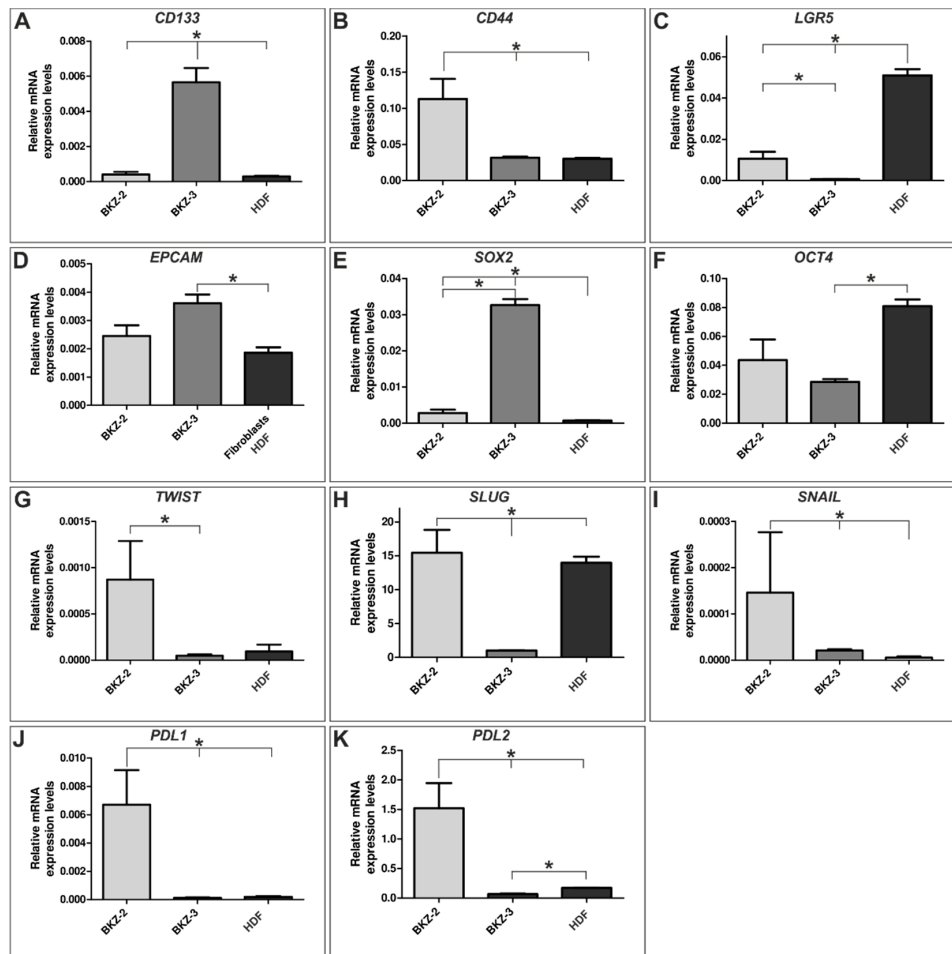 A
CD133
Relative mRNA
expression levels
0.008
0.006
0.004
0.002
0.000
*
BKZ-2
BKZ-3
HDF
B
CD44
Relative mRNA
expression levels
0.20
0.15
0.10
0.05
0.00
*
BKZ-2
BKZ-3
HDF
C
LGR5
Relative mRNA
expression levels
0.06
0.04
0.02
0.00
*
*
BKZ-2
BKZ-3
HDF
D
EPCAM
Relative mRNA
expression levels
0.005
0.004
0.003
0.002
0.001
0.000
*
BKZ-2
BKZ-3
Fibroblasts
HDF
E
SOX2
Relative mRNA
expression levels
0.04
0.03
0.02
0.01
0.00
*
*
BKZ-2
BKZ-3
HDF
F
OCT4
Relative mRNA
expression levels
0.10
0.08
0.06
0.04
0.02
0.00
*
BKZ-2
BKZ-3
HDF
G
TWIST
Relative mRNA
expression levels
0.0015
0.0010
0.0005
0.0000
*
BKZ-2
BKZ-3
HDF
H
SLUG
Relative mRNA
expression levels
20
15
10
5
0
*
BKZ-2
BKZ-3
HDF
I
SNAIL
Relative mRNA
expression levels
0.0003
0.0002
0.0001
0.0000
*
BKZ-2
BKZ-3
HDF
J
PDL1
Relative mRNA
expression levels
0.010
0.008
0.006
0.004
0.002
0.000
*
BKZ-2
BKZ-3
HDF
K
PDL2
Relative mRNA
expression levels
2.5
2.0
1.5
1.0
0.5
0.0
*
*
BKZ-2
BKZ-3
HDF